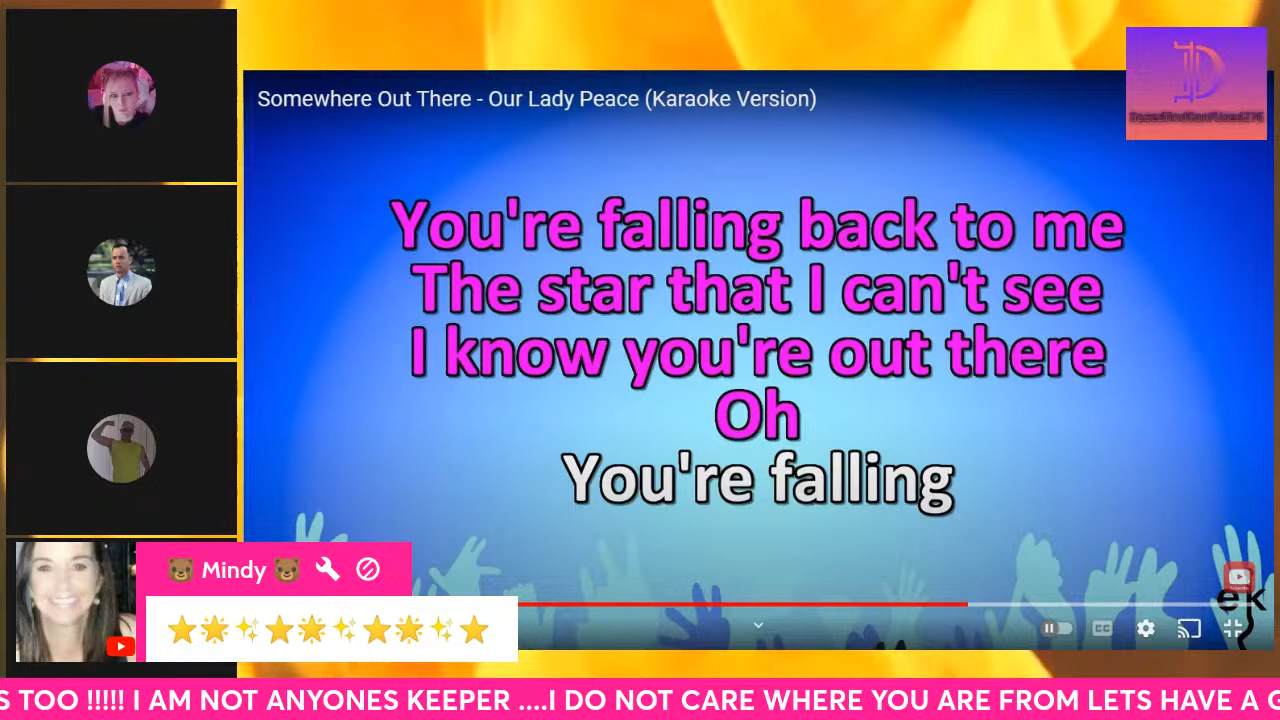 Somewhere Out There - Our Lady Peace (Karaoke Version)
You're falling back to me
The star that I can't see
I know you're out there
Oh
You're falling
🐻 Mindy 🐻
⭐🌟✨⭐🌟✨⭐🌟✨⭐
CC
ek
S TOO !!!!! I AM NOT ANYONES KEEPER ....I DO NOT CARE WHERE YOU ARE FROM LETS HAVE A